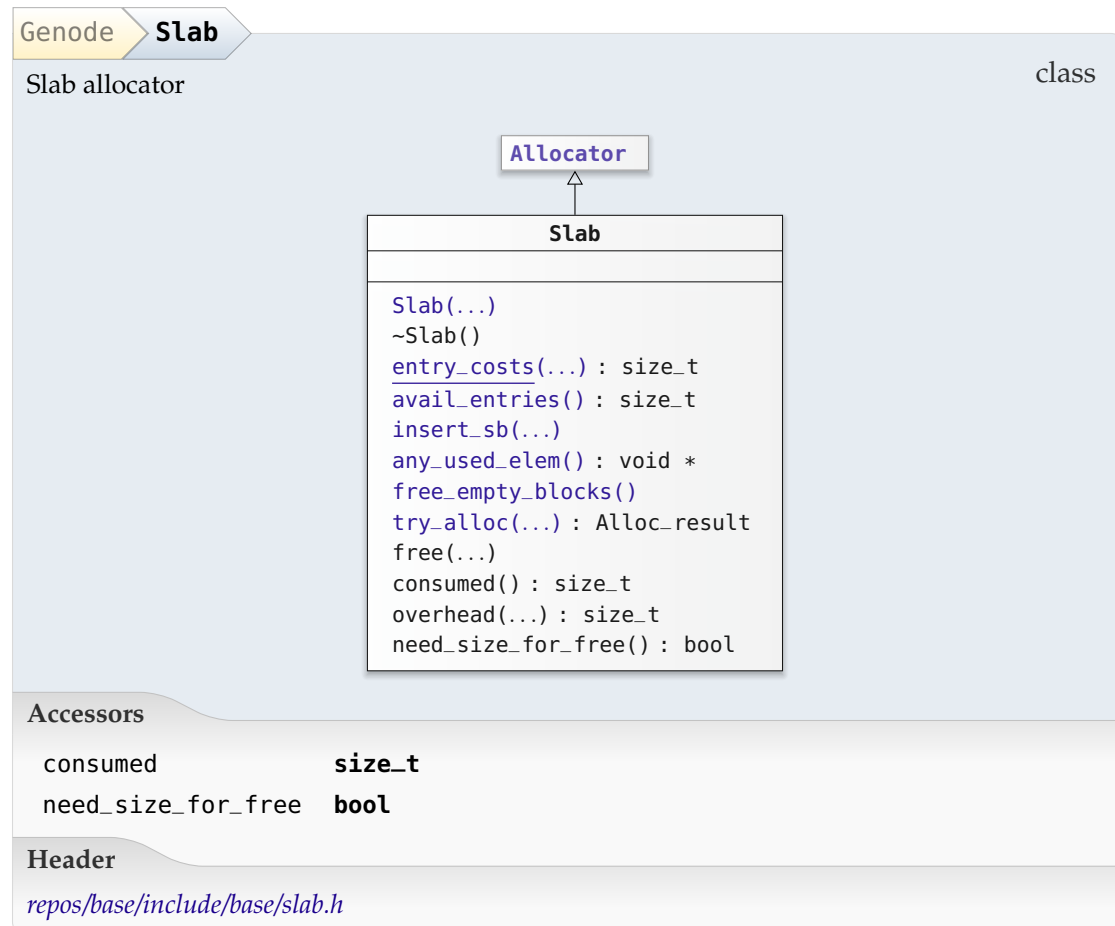 Genode Slab
Slab allocator
class
Allocator
Slab
Slab(...)
~Slab()
entry_costs(...) : size_t
avail_entries() : size_t
insert_sb(...)
any_used_elem() : void *
free_empty_blocks()
try_alloc(...) : Alloc_result
free(...)
consumed() : size_t
overhead(...) : size_t
need_size_for_free() : bool
Accessors
consumed size_t
need_size_for_free bool
Header
repos/base/include/base/slab.h